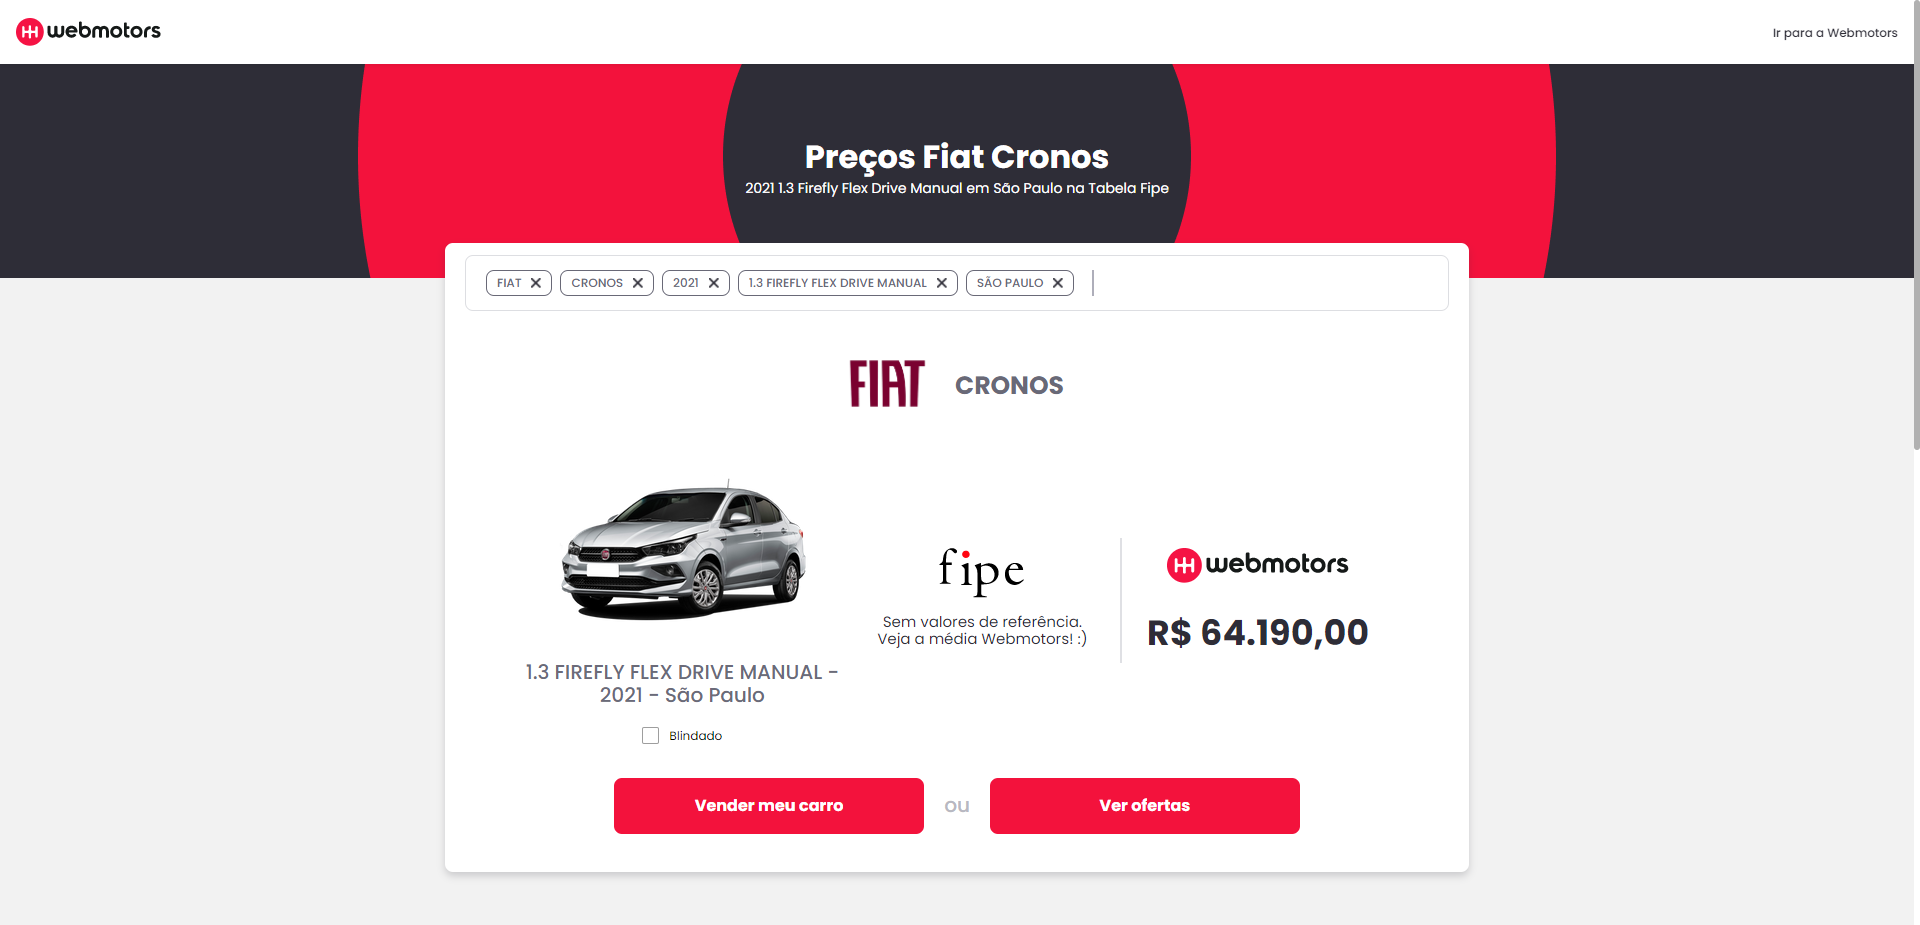 webmotors
Ir para a Webmotors
Preços Fiat Cronos
2021 1.3 Firefly Flex Drive Manual em São Paulo na Tabela Fipe
FIAT
CRONOS
2021
1.3 FIREFLY FLEX DRIVE MANUAL
SÃO PAULO
FIAT
CRONOS
fipe
Sem valores de referência.
Veja a média Webmotors! :)
webmotors
R$ 64.190,00
1.3 FIREFLY FLEX DRIVE MANUAL -
2021 - São Paulo
Blindado
Vender meu carro
ou
Ver ofertas